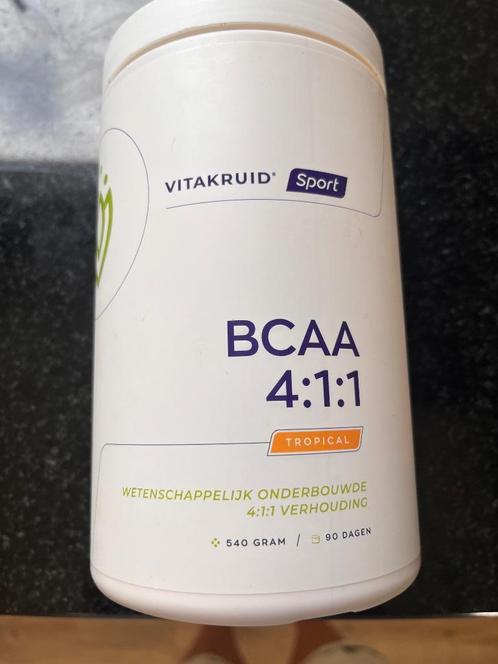 VITAKRUID® Sport
BCAA
4:1:1
TROPICAL
WETENSCHAPPELIJK ONDERBOUWDE
4:1:1 VERHOUDING
540 GRAM / 90 DAGEN